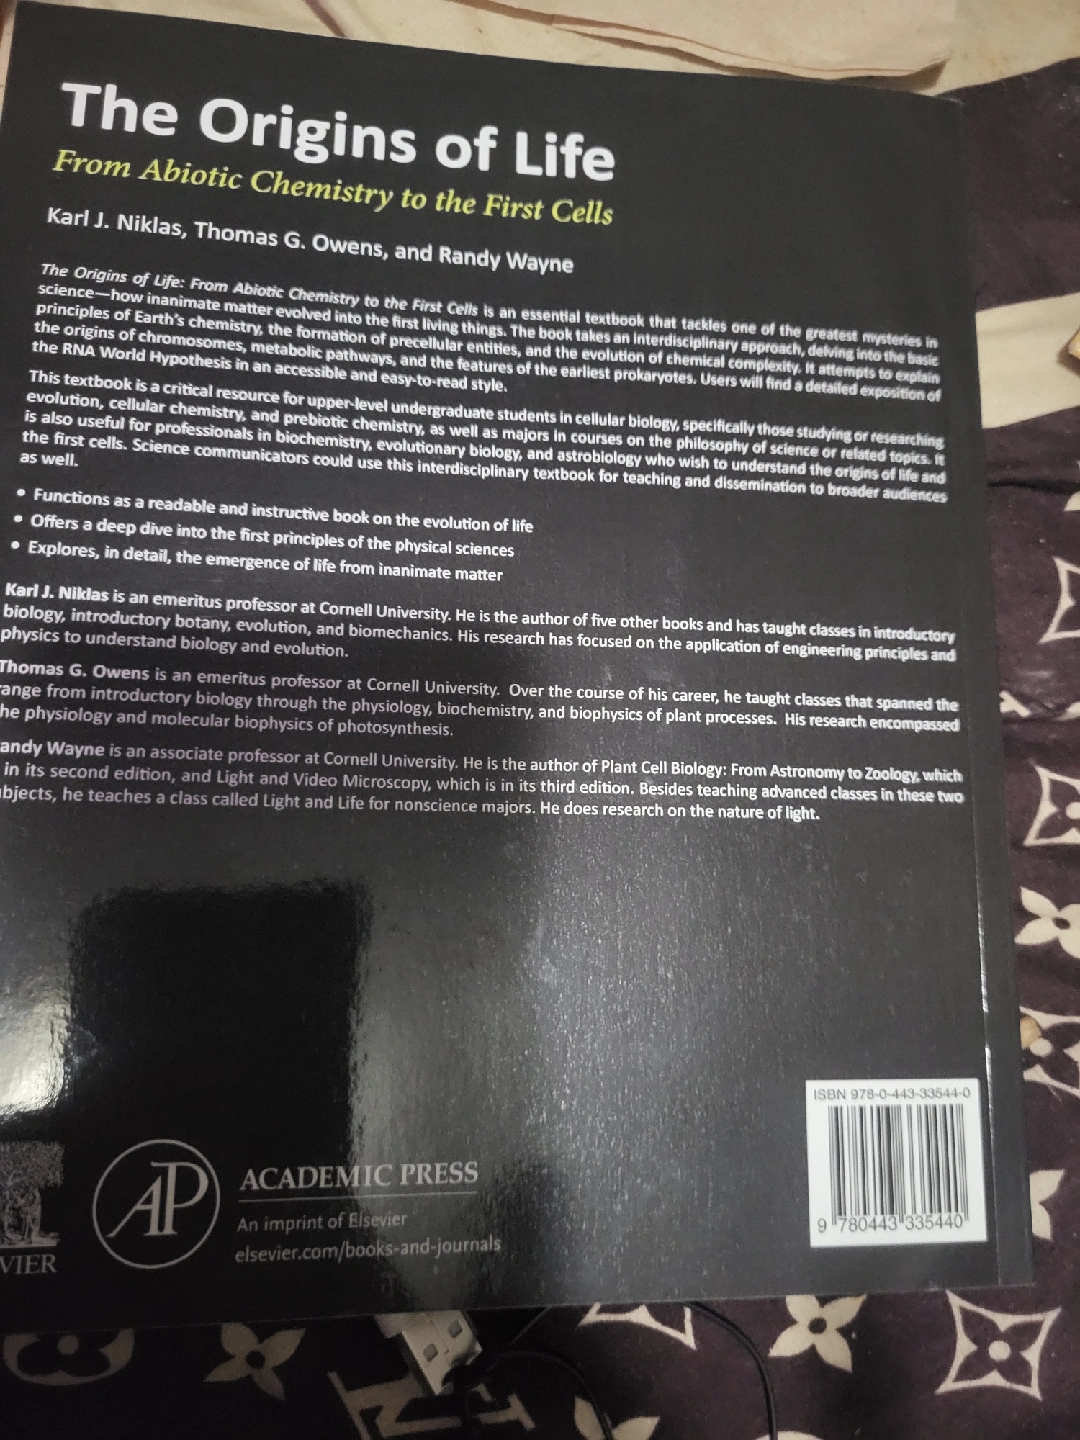 The Origins of Life
From Abiotic Chemistry to the First Cells
Karl J. Niklas, Thomas G. Owens, and Randy Wayne
The Origins of Life: From Abiotic Chemistry to the First Cells is an essential textbook that tackles one of the greatest mysteries in
science—how inanimate matter evolved into the first living things. The book takes an interdisciplinary approach, delving into the basic
principles of Earth's chemistry, the formation of precellular entities, and the evolution of chemical complexity. It attempts to explain
the origins of chromosomes, metabolic pathways, and the features of the earliest prokaryotes. Users will find a detailed exposition of
the RNA World Hypothesis in an accessible and easy-to-read style.
This textbook is a critical resource for upper-level undergraduate students in cellular biology, specifically those studying or researching
evolution, cellular chemistry, and prebiotic chemistry, as well as majors in courses on the philosophy of science or related topics. It
is also useful for professionals in biochemistry, evolutionary biology, and astrobiology who wish to understand the origins of life and
the first cells. Science communicators could use this interdisciplinary textbook for teaching and dissemination to broader audiences
as well.
• Functions as a readable and instructive book on the evolution of life
• Offers a deep dive into the first principles of the physical sciences
• Explores, in detail, the emergence of life from inanimate matter
Karl J. Niklas is an emeritus professor at Cornell University. He is the author of five other books and has taught classes in introductory
biology, introductory botany, evolution, and biomechanics. His research has focused on the application of engineering principles and
physics to understand biology and evolution.
Thomas G. Owens is an emeritus professor at Cornell University. Over the course of his career, he taught classes that spanned the
ange from introductory biology through the physiology, biochemistry, and biophysics of plant processes. His research encompassed
he physiology and molecular biophysics of photosynthesis.
andy Wayne is an associate professor at Cornell University. He is the author of Plant Cell Biology: From Astronomy to Zoology, which
in its second edition, and Light and Video Microscopy, which is in its third edition. Besides teaching advanced classes in these two
bjects, he teaches a class called Light and Life for nonscience majors. He does research on the nature of light.
ISBN 978-0-443-33544-0
9 780443 335440
AP
ACADEMIC PRESS
An imprint of Elsevier
elsevier.com/books-and-journals
VIER